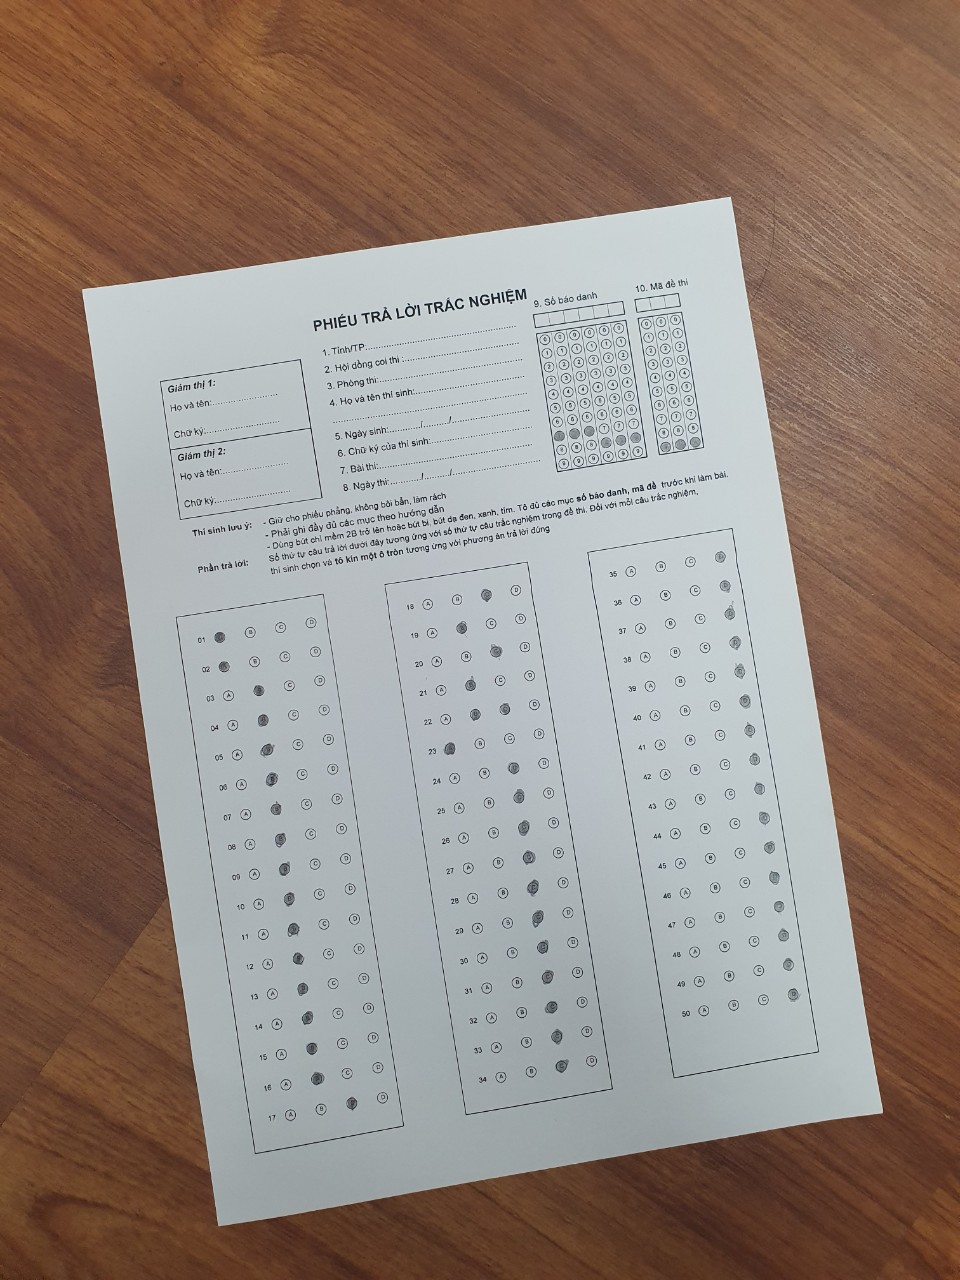 PHIẾU TRẢ LỜI TRẮC NGHIỆM
9. Số báo danh
10. Mã đề thi
Giám thị 1:
Họ và tên:
Chữ ký:
Giám thị 2:
Họ và tên:
Chữ ký:
1. Tỉnh/TP
2. Hội đồng coi thi :
3. Phòng thi:
4. Họ và tên thí sinh:
5. Ngày sinh:............/............/............
6. Chữ ký của thí sinh:
7. Bài thi:
8. Ngày thi:............/............/............
Thí sinh lưu ý: - Giữ cho phiếu phẳng, không bôi bẩn, làm rách
- Phải ghi đầy đủ các mục theo hướng dẫn
- Dùng bút chì mềm 2B trở lên hoặc bút bi, bút dạ đen, xanh, tím. Tô đủ các mục số báo danh, mã đề trước khi làm bài.
Phần trả lời: Số thứ tự câu trả lời dưới đây tương ứng với số thứ tự câu trắc nghiệm trong đề thi. Đối với mỗi câu trắc nghiệm,
thí sinh chọn và tô kín một ô tròn tương ứng với phương án trả lời đúng
01 B C D
02 B C D
03 A C D
04 A C D
05 A C D
06 A C D
07 A C D
08 A C D
09 A C D
10 A C D
11 A C D
12 A C D
13 A C D
14 A C D
15 A C D
16 A C D
17 A B D
18 A B D
19 A C D
20 A B D
21 A C D
22 A D
23 B C D
24 A B D
25 A B D
26 A B D
27 A B D
28 A B D
29 A B D
30 A B D
31 A B D
32 A B D
33 A B D
34 A B D
35 A B C
36 A B C
37 A B C
38 A B C
39 A B C
40 A B C
41 A B C
42 A B C
43 A B C
44 A B C
45 A B C
46 A B C
47 A B C
48 A B C
49 A B C
50 A B C